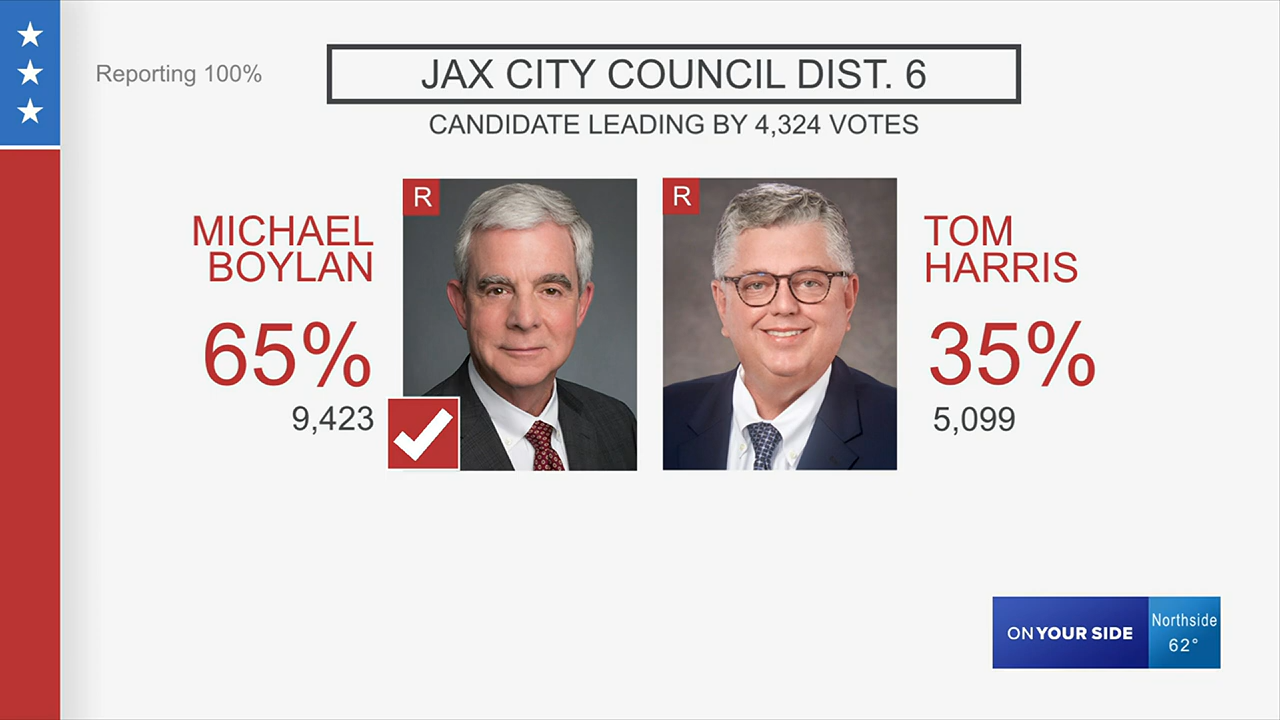 Reporting 100%
JAX CITY COUNCIL DIST. 6
CANDIDATE LEADING BY 4,324 VOTES
R
MICHAEL
BOYLAN
65%
9,423
R
TOM
HARRIS
35%
5,099
ON YOUR SIDE
Northside
62°